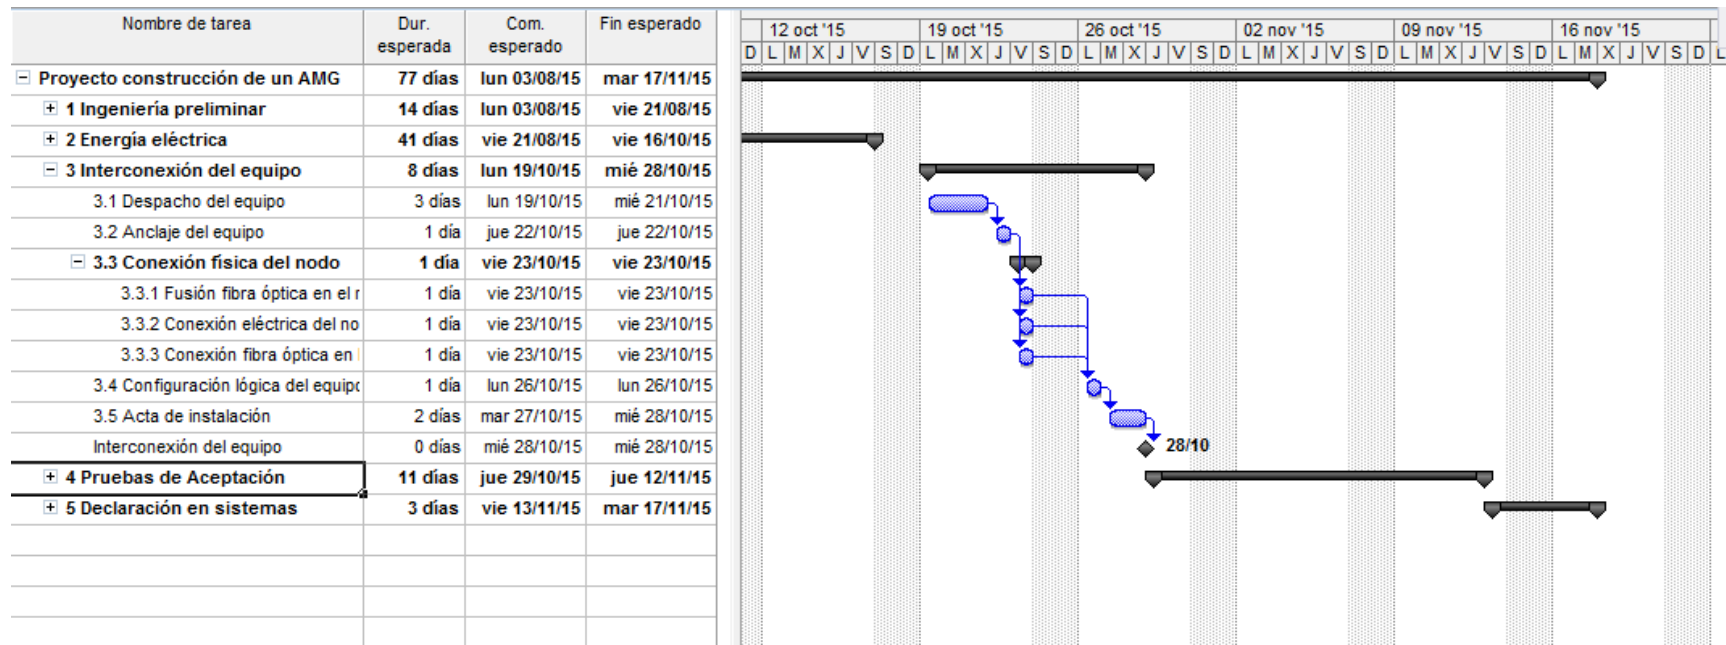 Nombre de tarea Dur. esperada Com. esperado Fin esperado
12 oct '15 19 oct '15 26 oct '15 02 nov '15 09 nov '15 16 nov '15
D L M X J V S D L M X J V S D L M X J V S D L M X J V S D L M X J V S D L M X J V S D L
Proyecto construcción de un AMG 77 días lun 03/08/15 mar 17/11/15
1 Ingeniería preliminar 14 días lun 03/08/15 vie 21/08/15
2 Energía eléctrica 41 días vie 21/08/15 vie 16/10/15
3 Interconexión del equipo 8 días lun 19/10/15 mié 28/10/15
3.1 Despacho del equipo 3 días lun 19/10/15 mié 21/10/15
3.2 Anclaje del equipo 1 día jue 22/10/15 jue 22/10/15
3.3 Conexión física del nodo 1 día vie 23/10/15 vie 23/10/15
3.3.1 Fusión fibra óptica en el 1 día vie 23/10/15 vie 23/10/15
3.3.2 Conexión eléctrica del no 1 día vie 23/10/15 vie 23/10/15
3.3.3 Conexión fibra óptica en 1 día vie 23/10/15 vie 23/10/15
3.4 Configuración lógica del equipo 1 día lun 26/10/15 lun 26/10/15
3.5 Acta de instalación 2 días mar 27/10/15 mié 28/10/15
Interconexión del equipo 0 días mié 28/10/15 mié 28/10/15 28/10
4 Pruebas de Aceptación 11 días jue 29/10/15 jue 12/11/15
5 Declaración en sistemas 3 días vie 13/11/15 mar 17/11/15